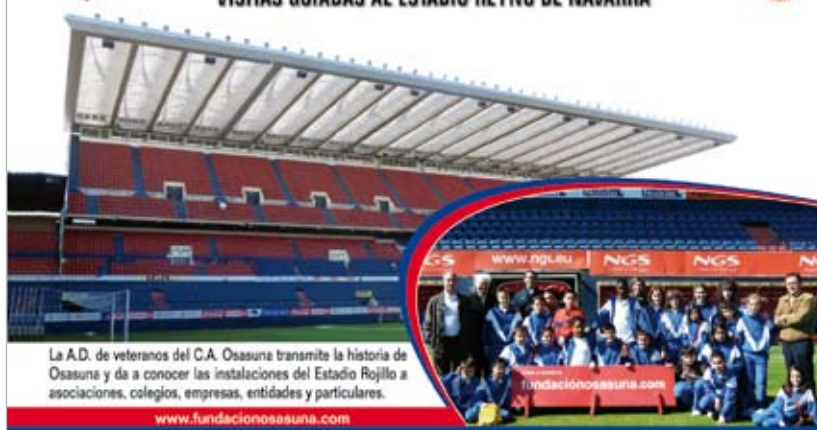 VISITAS GUIADAS AL ESTADIO REYNO DE NAVARRA
www.ngs.eu
NGS
NGS
La A.D. de veteranos del C.A. Osasuna transmite la historia de
Osasuna y da a conocer las instalaciones del Estadio Rojillo a
asociaciones, colegios, empresas, entidades y particulares.
fundaciónosasuna.com
www.fundacionosasuna.com